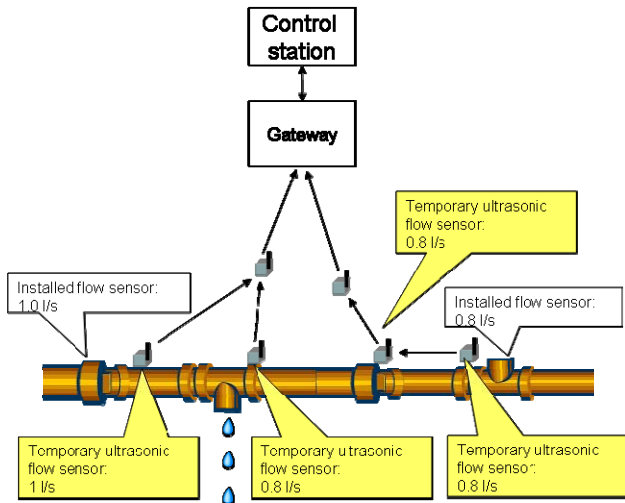 Control
station
Gateway
Temporary ultrasonic
flow sensor:
0.8 l/s
Installed flow sensor:
1.0 l/s
Installed flow sensor:
0.8 l/s
Temporary ultrasonic
flow sensor:
1 l/s
Temporary ultrasonic
flow sensor:
0.8 l/s
Temporary ultrasonic
flow sensor:
0.8 l/s